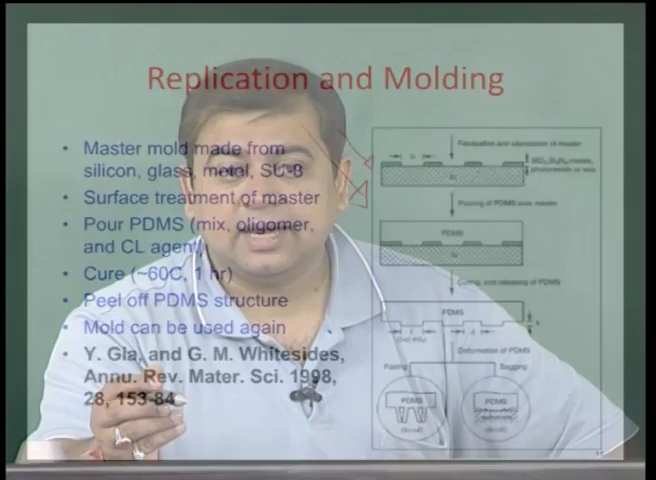 Replication and Molding
• Master mold made from
silicon, glass, metal, SU-8
• Surface treatment of master
• Pour PDMS (mix, oligomer,
and CL agent)
• Cure (~60C, 1 hr)
• Peel off PDMS structure
• Mold can be used again
• Y. Gia, and G. M. Whitesides,
Annu. Rev. Mater. Sci. 1998,
28, 153-84
Fabrication and silanization of master
Si
Pouring of PDMS over master
PDMS
Si
Curing, and releasing of PDMS
PDMS
Deformation of PDMS
Pairing
Sagging
PDMS
PDMS